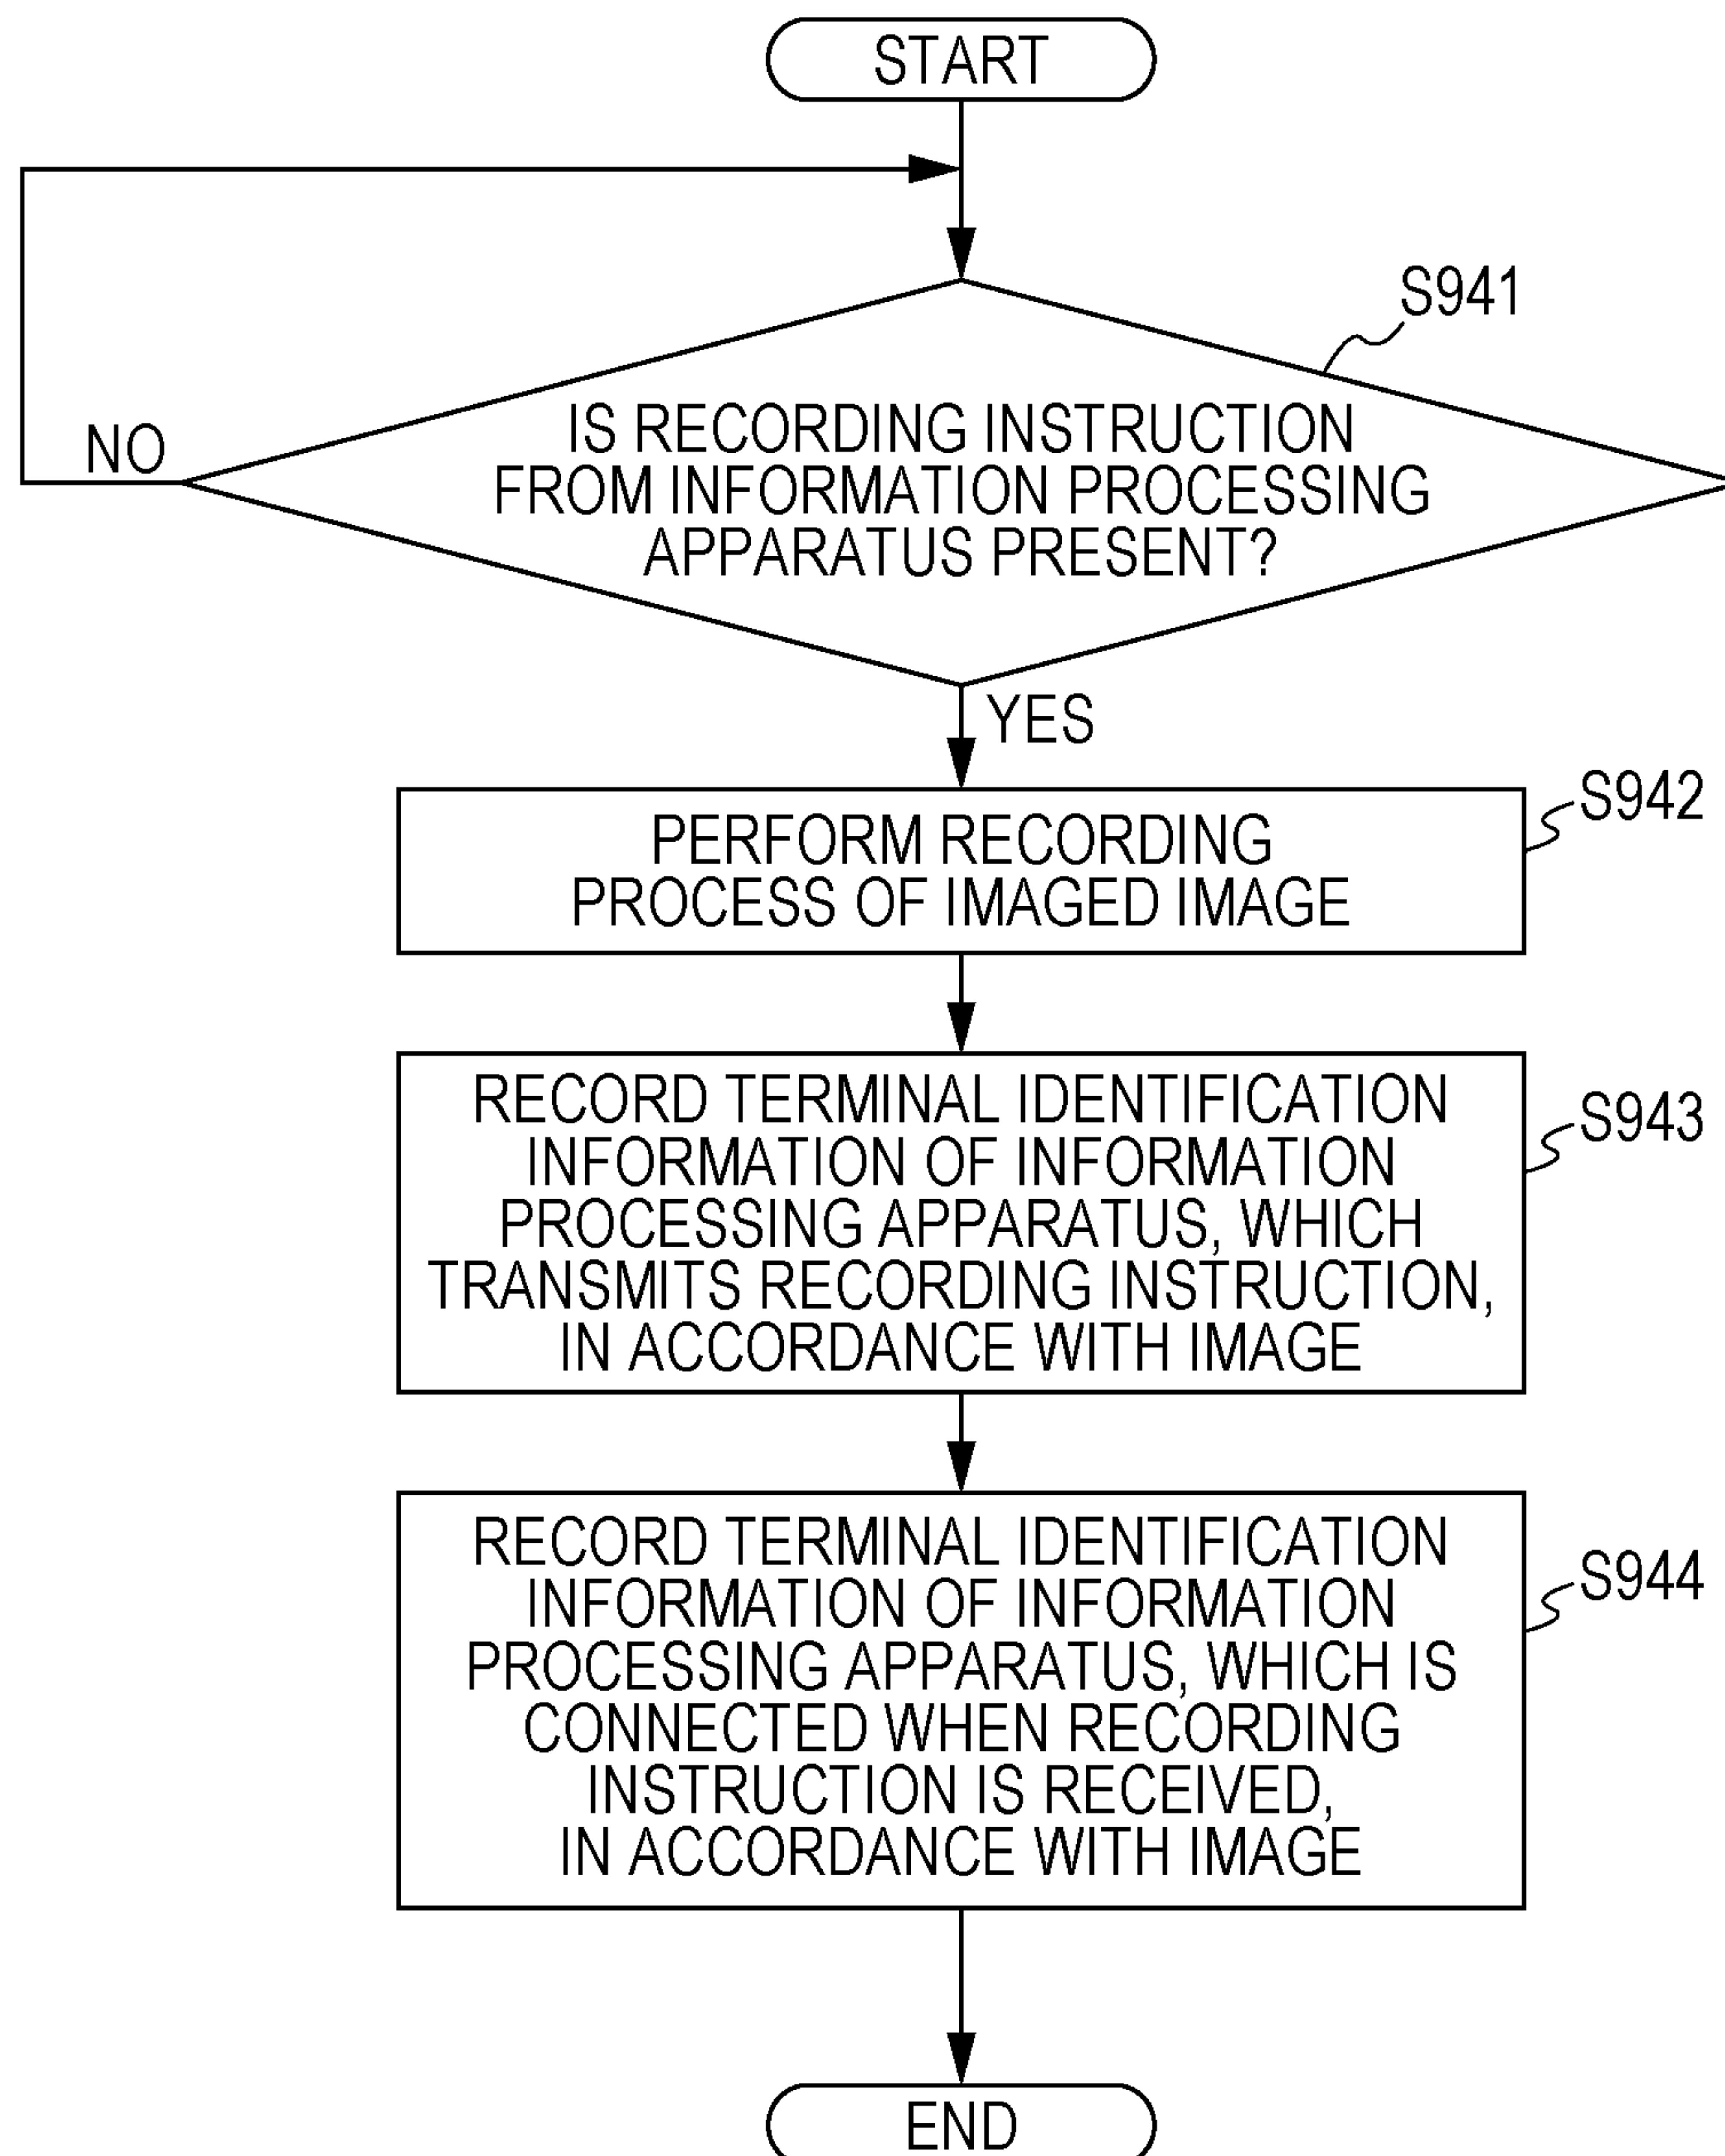 START
S941
IS RECORDING INSTRUCTION
FROM INFORMATION PROCESSING
APPARATUS PRESENT?
NO
YES
S942
PERFORM RECORDING
PROCESS OF IMAGED IMAGE
S943
RECORD TERMINAL IDENTIFICATION
INFORMATION OF INFORMATION
PROCESSING APPARATUS, WHICH
TRANSMITS RECORDING INSTRUCTION,
IN ACCORDANCE WITH IMAGE
S944
RECORD TERMINAL IDENTIFICATION
INFORMATION OF INFORMATION
PROCESSING APPARATUS, WHICH IS
CONNECTED WHEN RECORDING
INSTRUCTION IS RECEIVED,
IN ACCORDANCE WITH IMAGE
END